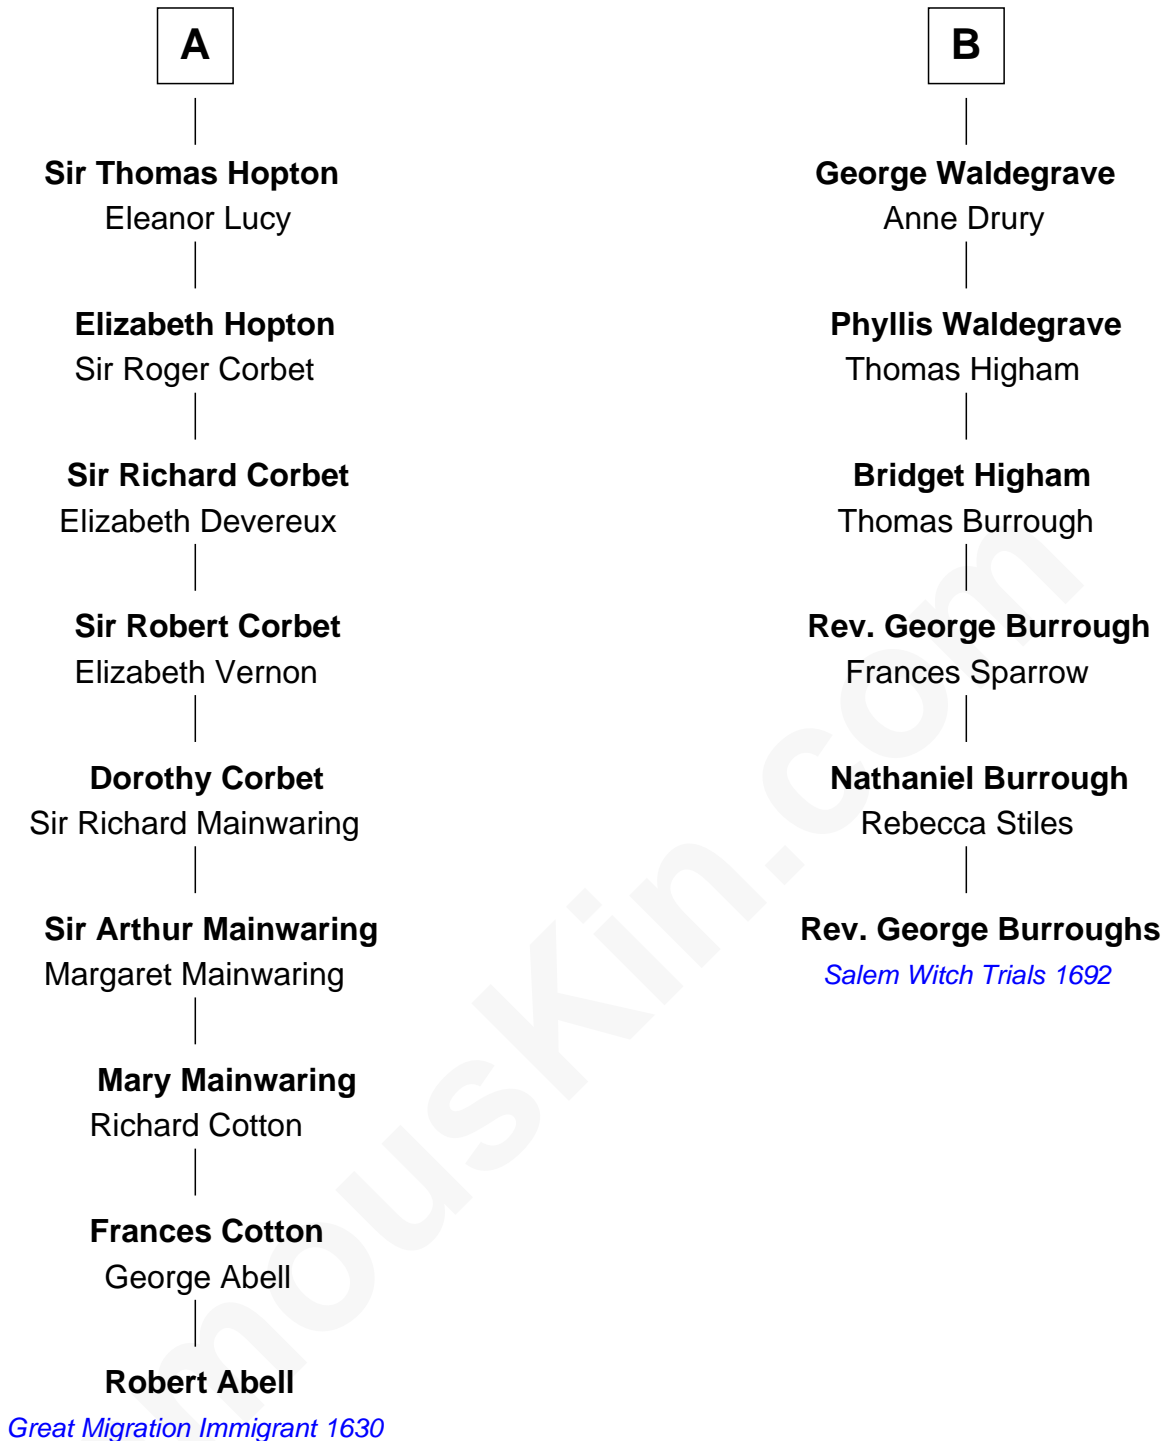 A
Sir Thomas Hopton
Eleanor Lucy
Elizabeth Hopton
Sir Roger Corbet
Sir Richard Corbet
Elizabeth Devereux
Sir Robert Corbet
Elizabeth Vernon
Dorothy Corbet
Sir Richard Mainwaring
Sir Arthur Mainwaring
Margaret Mainwaring
Mary Mainwaring
Richard Cotton
Frances Cotton
George Abell
Robert Abell
Great Migration Immigrant 1630
B
George Waldegrave
Anne Drury
Phyllis Waldegrave
Thomas Higham
Bridget Higham
Thomas Burrough
Rev. George Burrough
Frances Sparrow
Nathaniel Burrough
Rebecca Stiles
Rev. George Burroughs
Salem Witch Trials 1692
mouskin.com